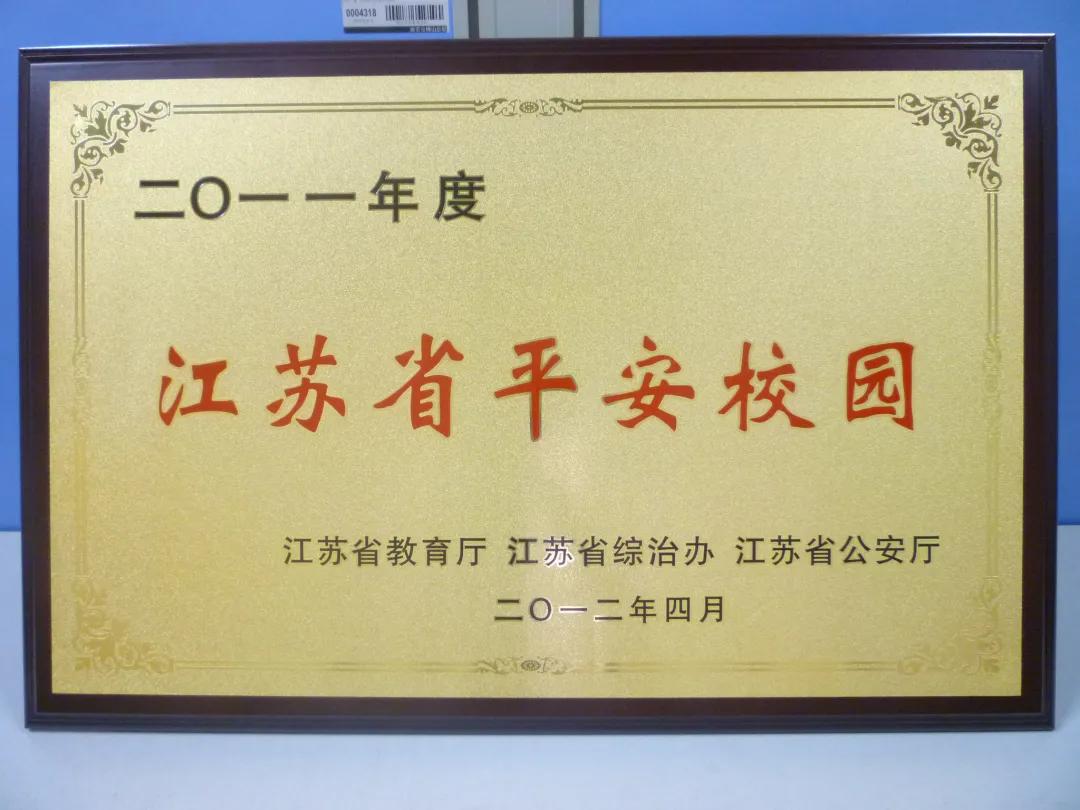 0004318
二〇一一年度
江苏省平安校园
江苏省教育厅 江苏省综治办 江苏省公安厅
二〇一二年四月